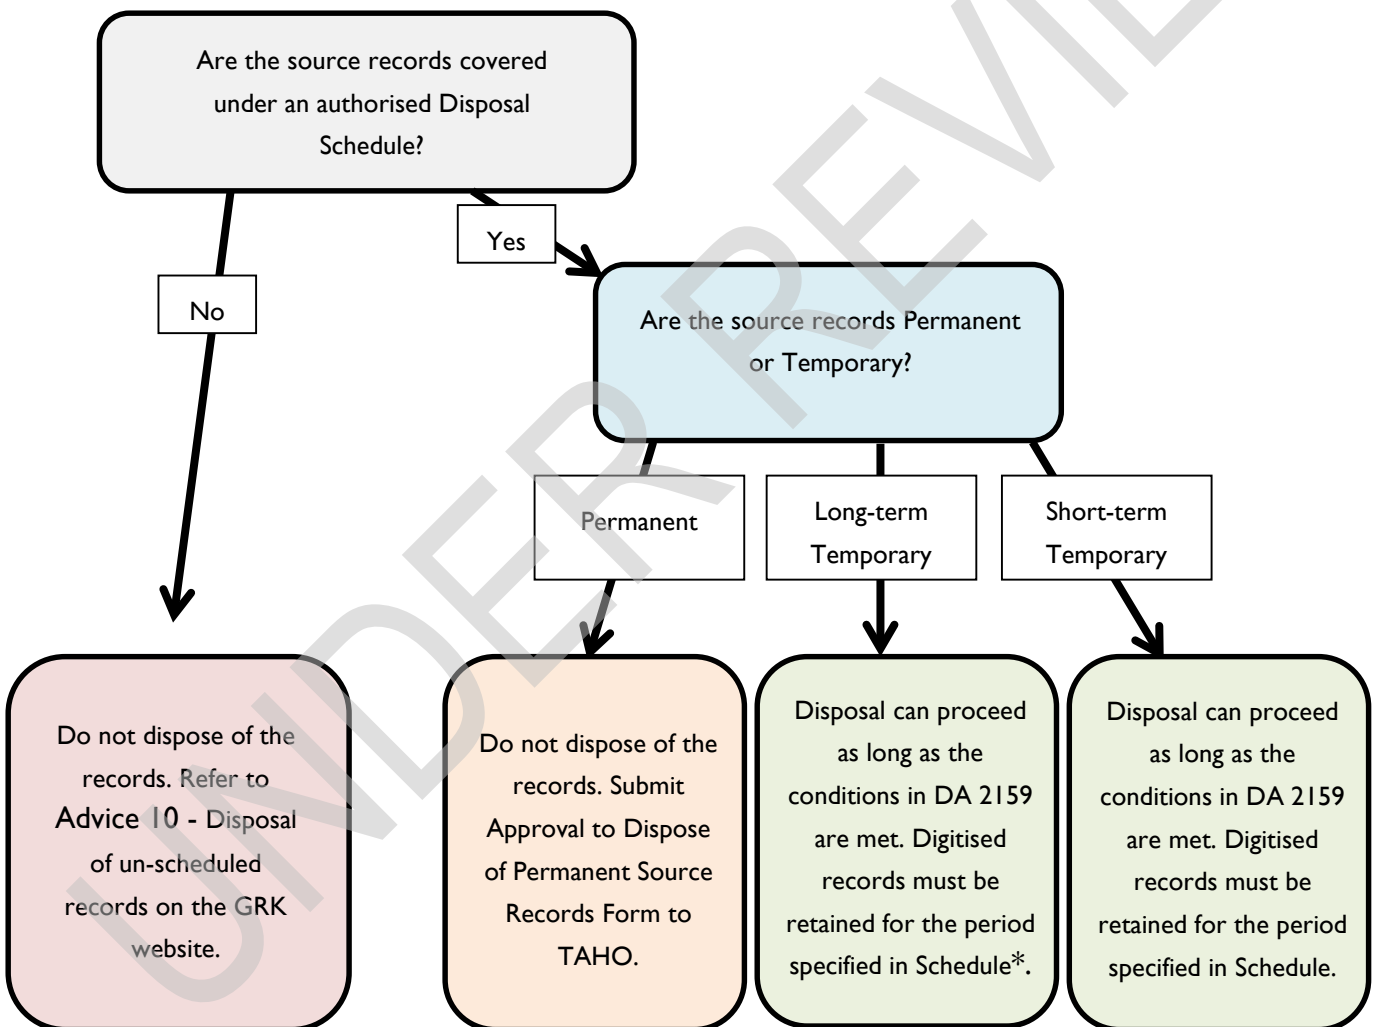 Are the source records covered
under an authorised Disposal
Schedule?
Yes
No
Are the source records Permanent
or Temporary?
Permanent
Long-term
Temporary
Short-term
Temporary
Do not dispose of the
records. Refer to
Advice 10 - Disposal
of un-scheduled
records on the GRK
website.
Do not dispose of the
records. Submit
Approval to Dispose
of Permanent Source
Records Form to
TAHO.
Disposal can proceed
as long as the
conditions in DA 2159
are met. Digitised
records must be
retained for the period
specified in Schedule*.
Disposal can proceed
as long as the
conditions in DA 2159
are met. Digitised
records must be
retained for the period
specified in Schedule.
UNDER REVIE